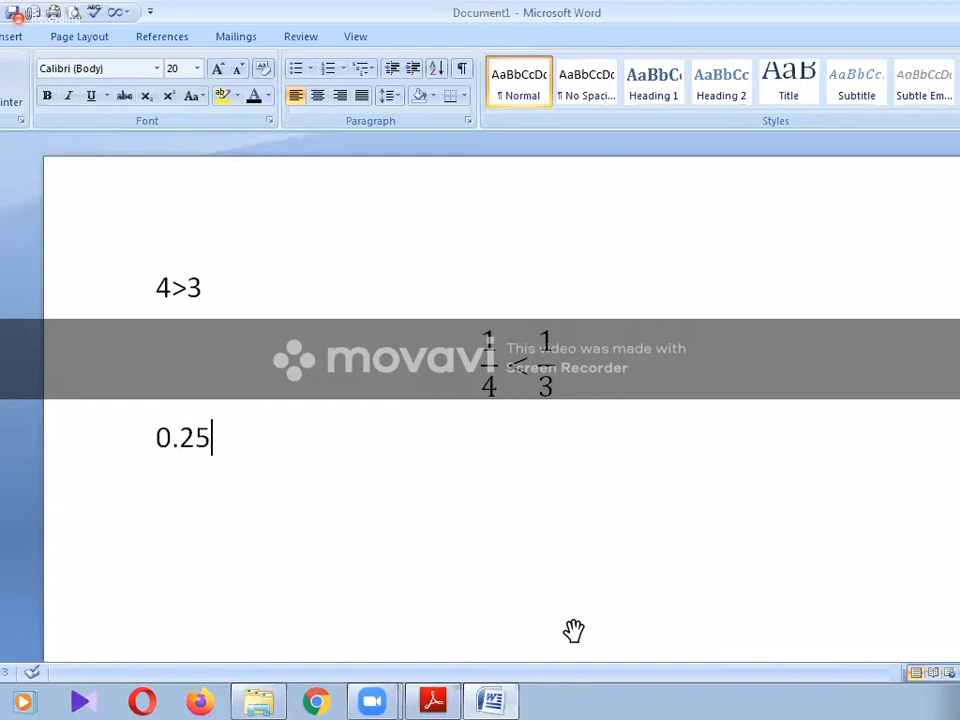 Document1 - Microsoft Word
nsert Page Layout References Mailings Review View
inter Calibri (Body) 20
AaBbCcDc AaBbCcDc AaBbC AaBbCc AaB AaBbCc. AaBbCcDc
¶ Normal ¶ No Spaci... Heading 1 Heading 2 Title Subtitle Subtle Em...
Font Paragraph Styles
4>3
1/4 < 1/3
movavi This video was made with Screen Recorder
0.25
3